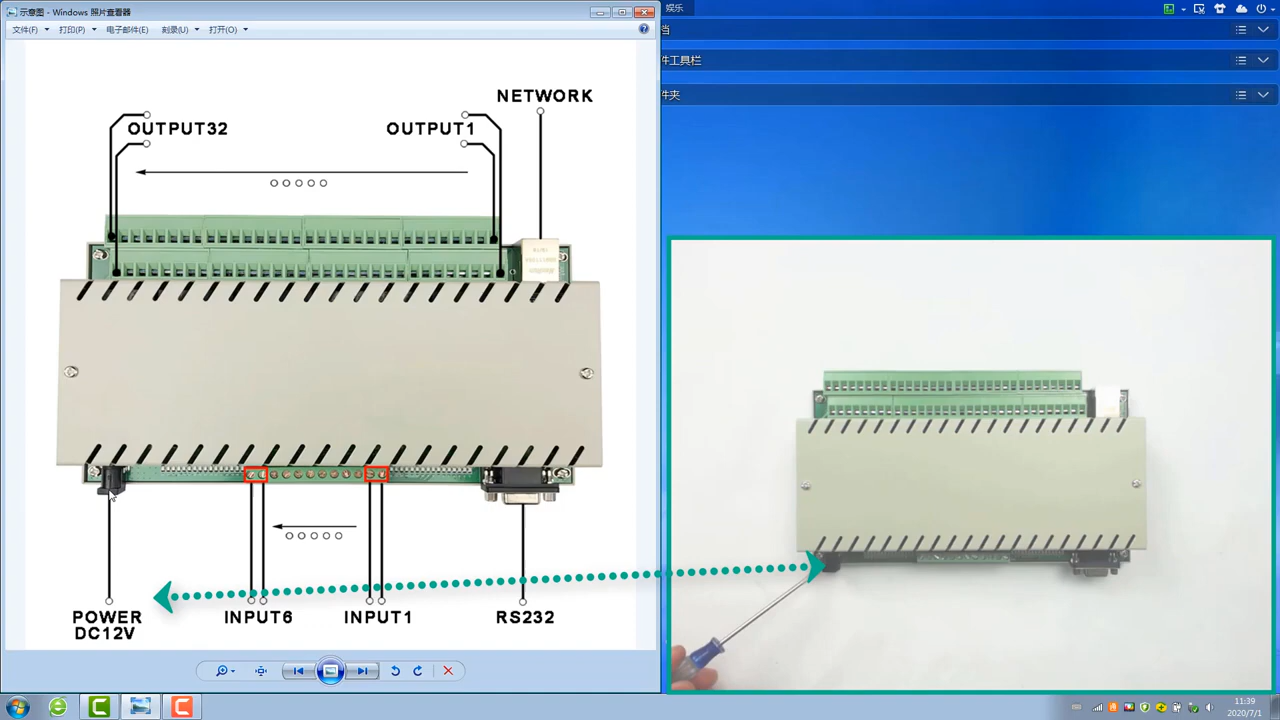 示意图 - Windows 照片查看器
文件(F) 打印(P) 电子邮件(E) 刻录(U) 打开(O)
娱乐
档
件工具栏
件夹
NETWORK
OUTPUT32
OUTPUT1
POWER
DC12V
INPUT6
INPUT1
RS232
11:39
2020/7/1